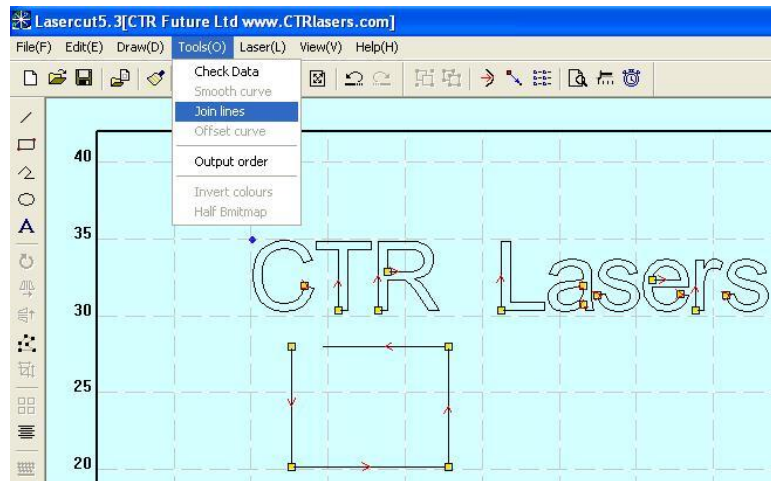 Lasercut5.3[CTR Future Ltd www.CTRlasers.com]
File(F) Edit(E) Draw(D) Tools(O) Laser(L) View(V) Help(H)
Check Data
Smooth curve
Join lines
Offset curve
Output order
Invert colours
Half Bmitmap
A
40
35
30
25
20
CTR Lasers